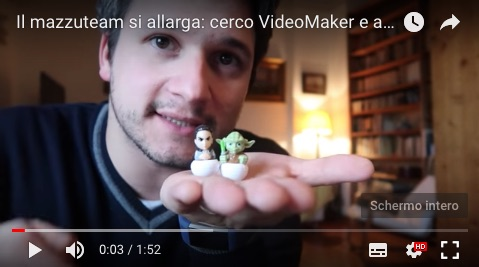 Il mazzuteam si allarga: cerco VideoMaker e a...
Schermo intero
0:03 / 1:52
HD